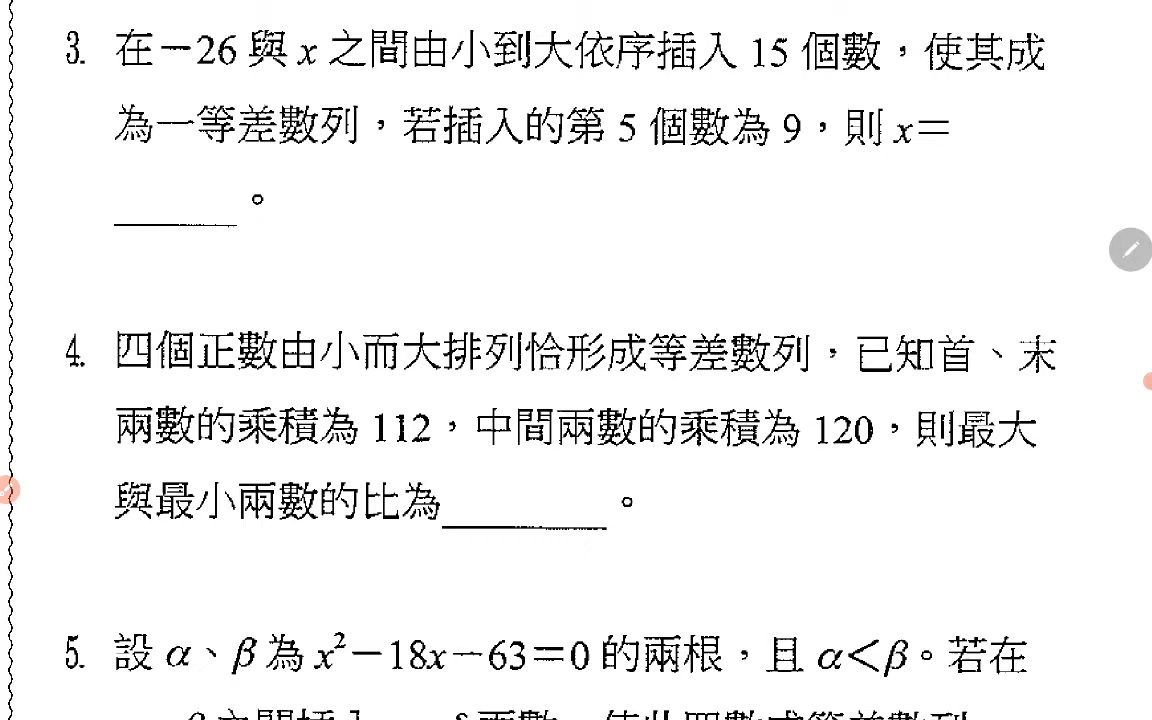 3. 在－26 與 x 之間由小到大依序插入 15 個數，使其成
為一等差數列，若插入的第 5 個數為 9，則 x＝
______。
4. 四個正數由小而大排列恰形成等差數列，已知首、末
兩數的乘積為 112，中間兩數的乘積為 120，則最大
與最小兩數的比為________。
5. 設 α、β 為 x²－18x－63＝0 的兩根，且 α＜β。若在